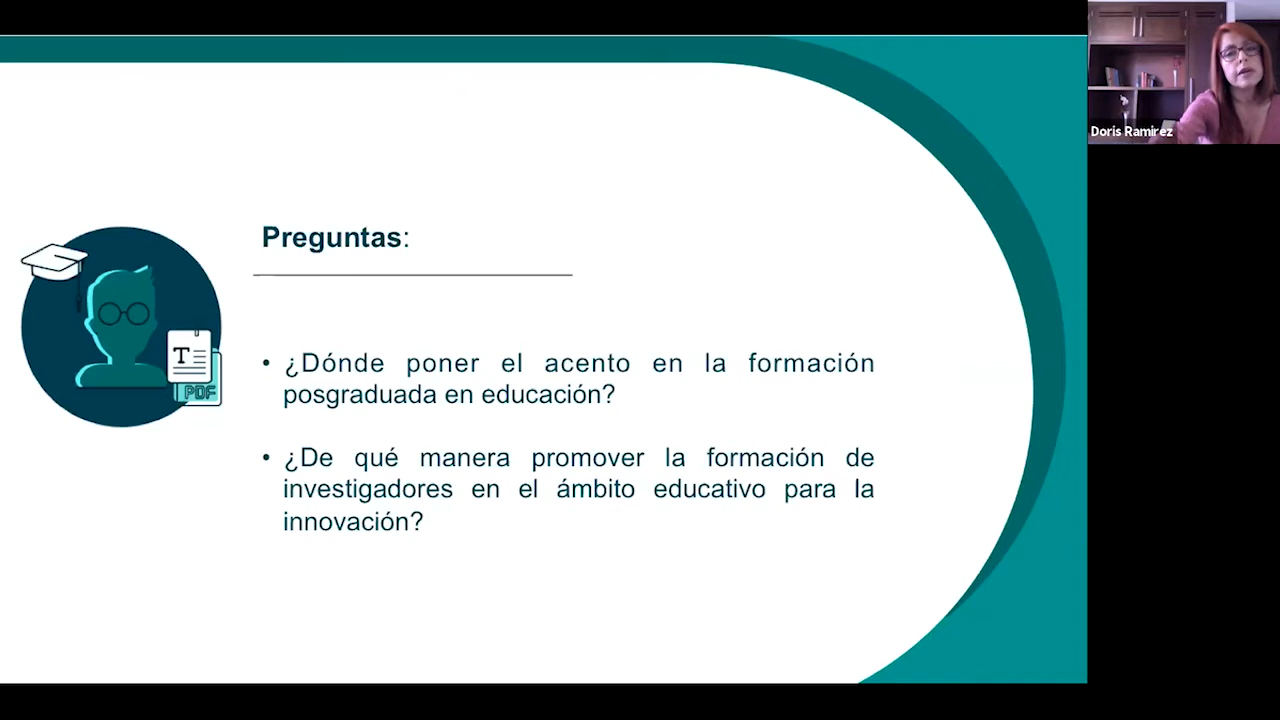 Doris Ramirez
Preguntas:
• ¿Dónde poner el acento en la formación
posgraduada en educación?
• ¿De qué manera promover la formación de
investigadores en el ámbito educativo para la
innovación?
T
PDF